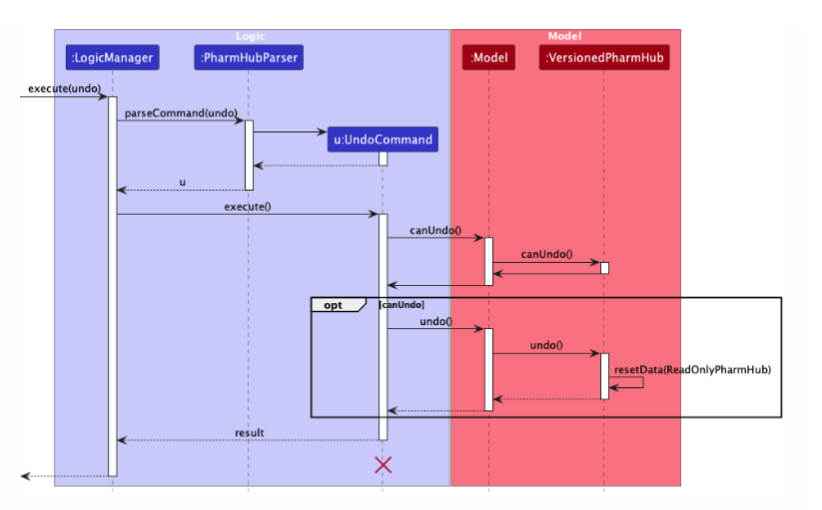 Logic
Model
:LogicManager
:PharmHubParser
:Model
:VersionedPharmHub
execute(undo)
parseCommand(undo)
u:UndoCommand
u
execute()
canUndo()
canUndo()
opt
[canUndo]
undo()
undo()
resetData(ReadOnlyPharmHub)
result